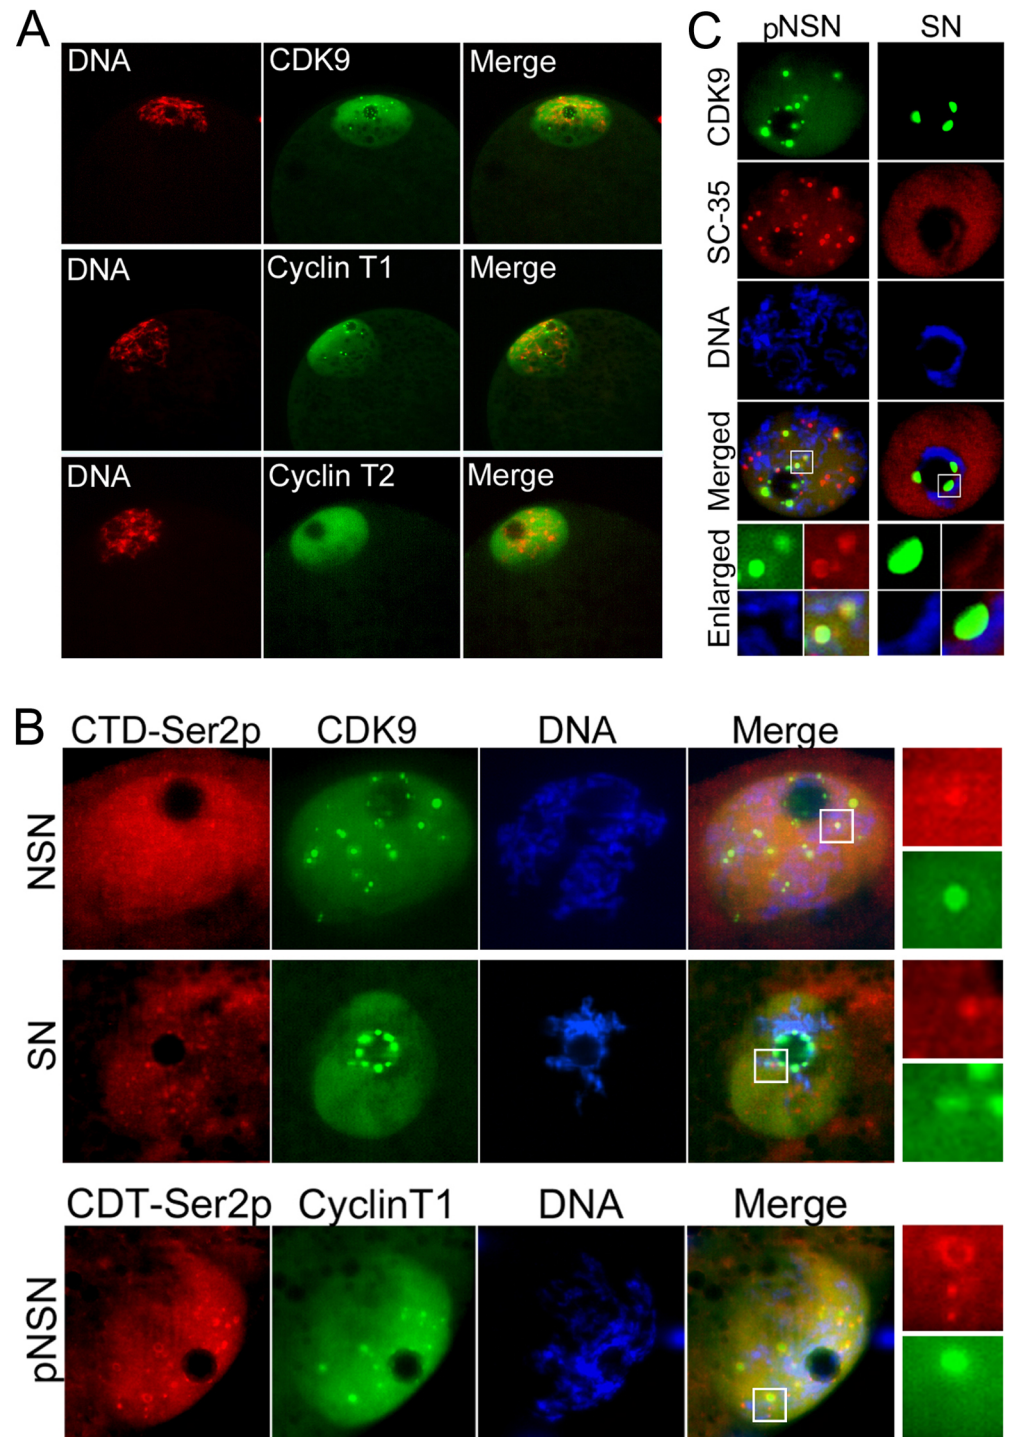 A
DNA
CDK9
Merge
DNA
Cyclin T1
Merge
DNA
Cyclin T2
Merge
C
pNSN
SN
CDK9
SC-35
DNA
Merged
Enlarged
B
CTD-Ser2p
CDK9
DNA
Merge
NSN
SN
CDT-Ser2p
CyclinT1
DNA
Merge
pNSN